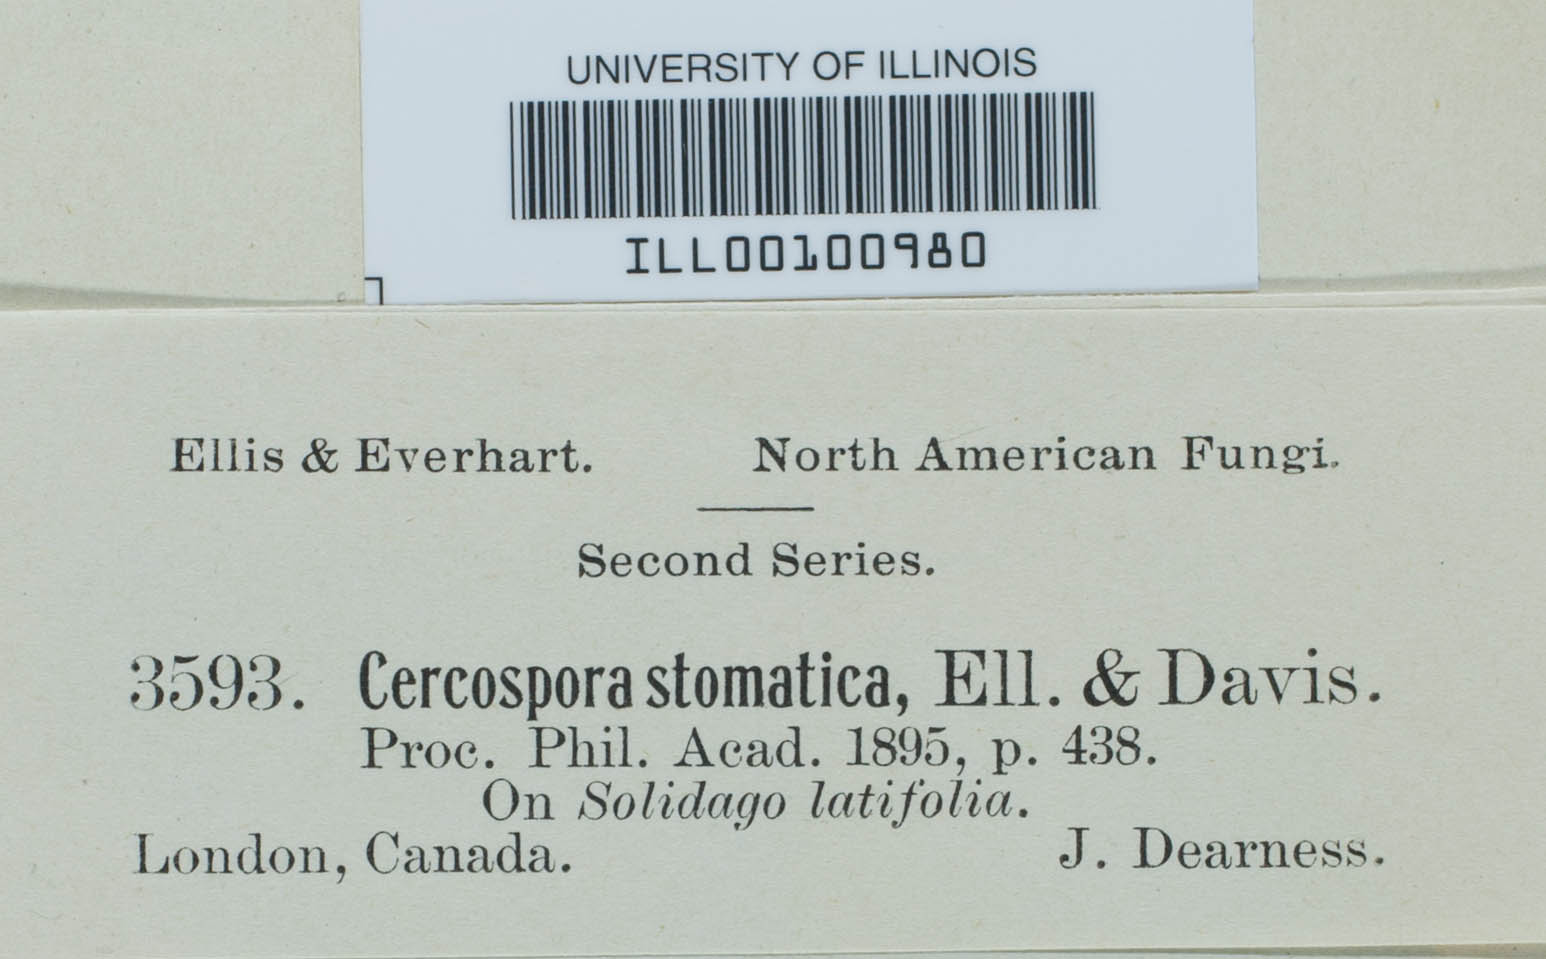 UNIVERSITY OF ILLINOIS
ILL00100980
Ellis & Everhart. North American Fungi.
Second Series.
3593. Cercospora stomatica, Ell. & Davis.
Proc. Phil. Acad. 1895, p. 438.
On Solidago latifolia.
London, Canada. J. Dearness.